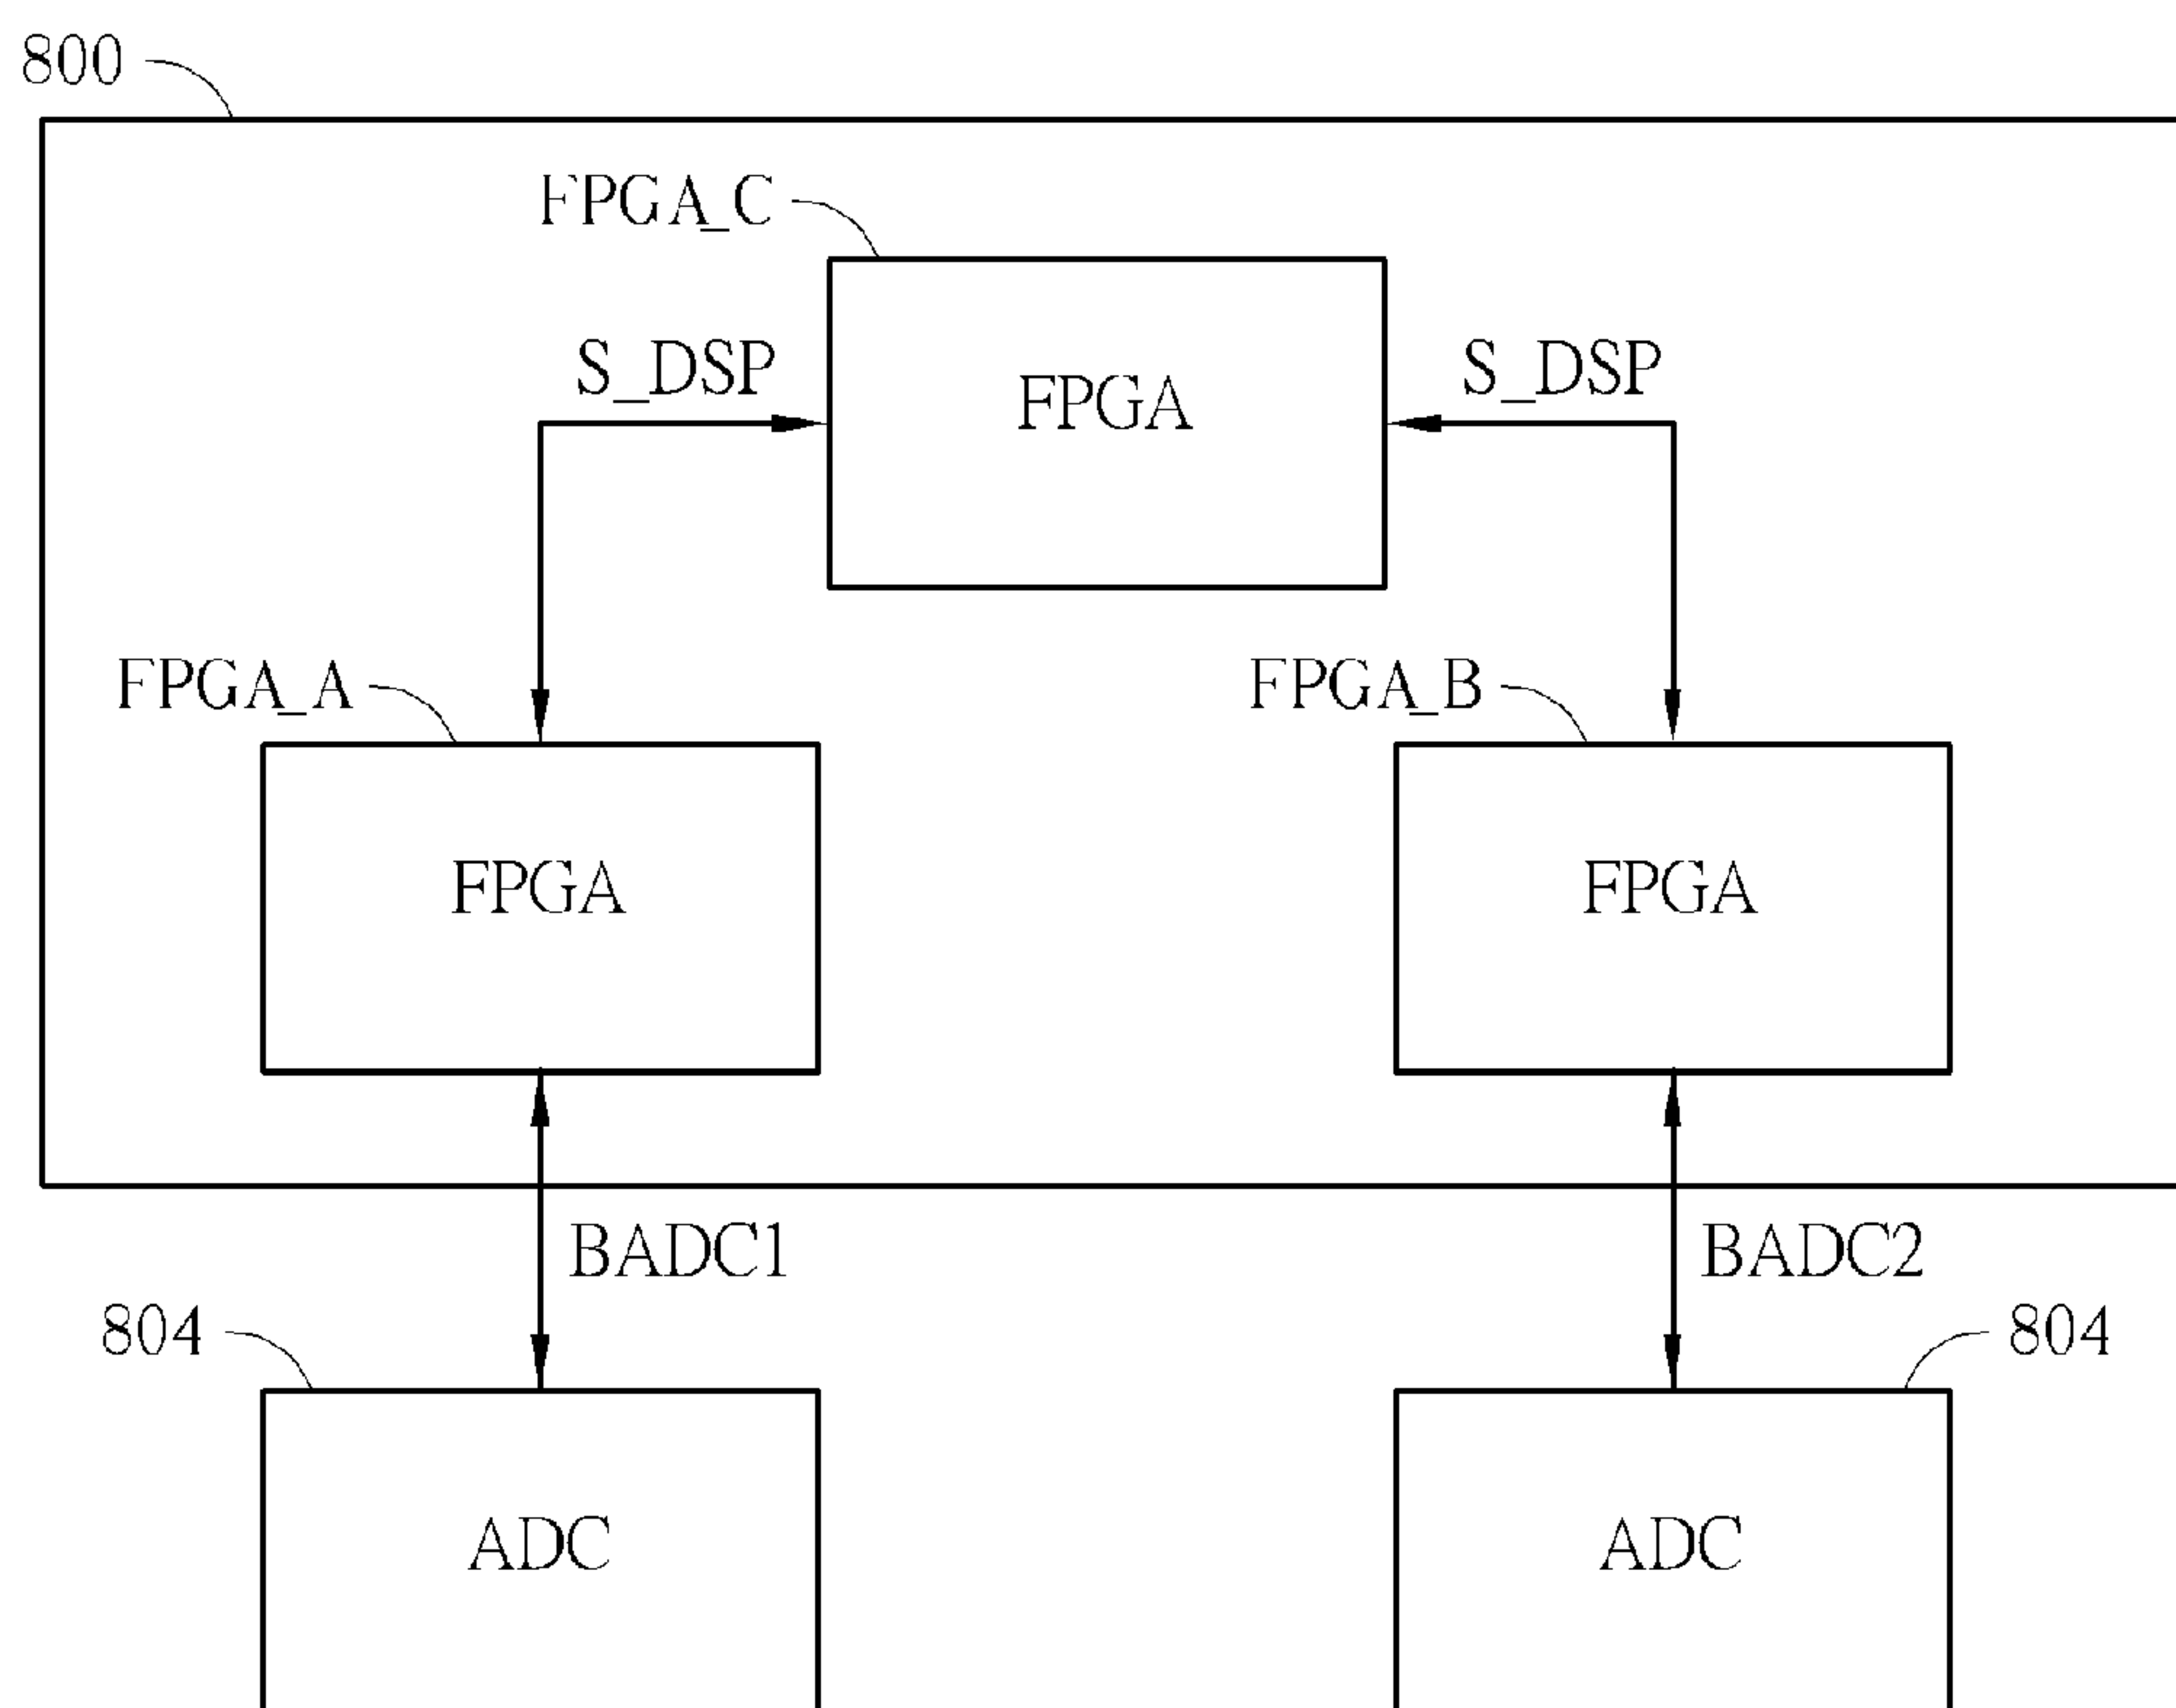 800
FPGA_C
S_DSP
FPGA
S_DSP
FPGA_A
FPGA_B
FPGA
FPGA
BADC1
BADC2
804
804
ADC
ADC